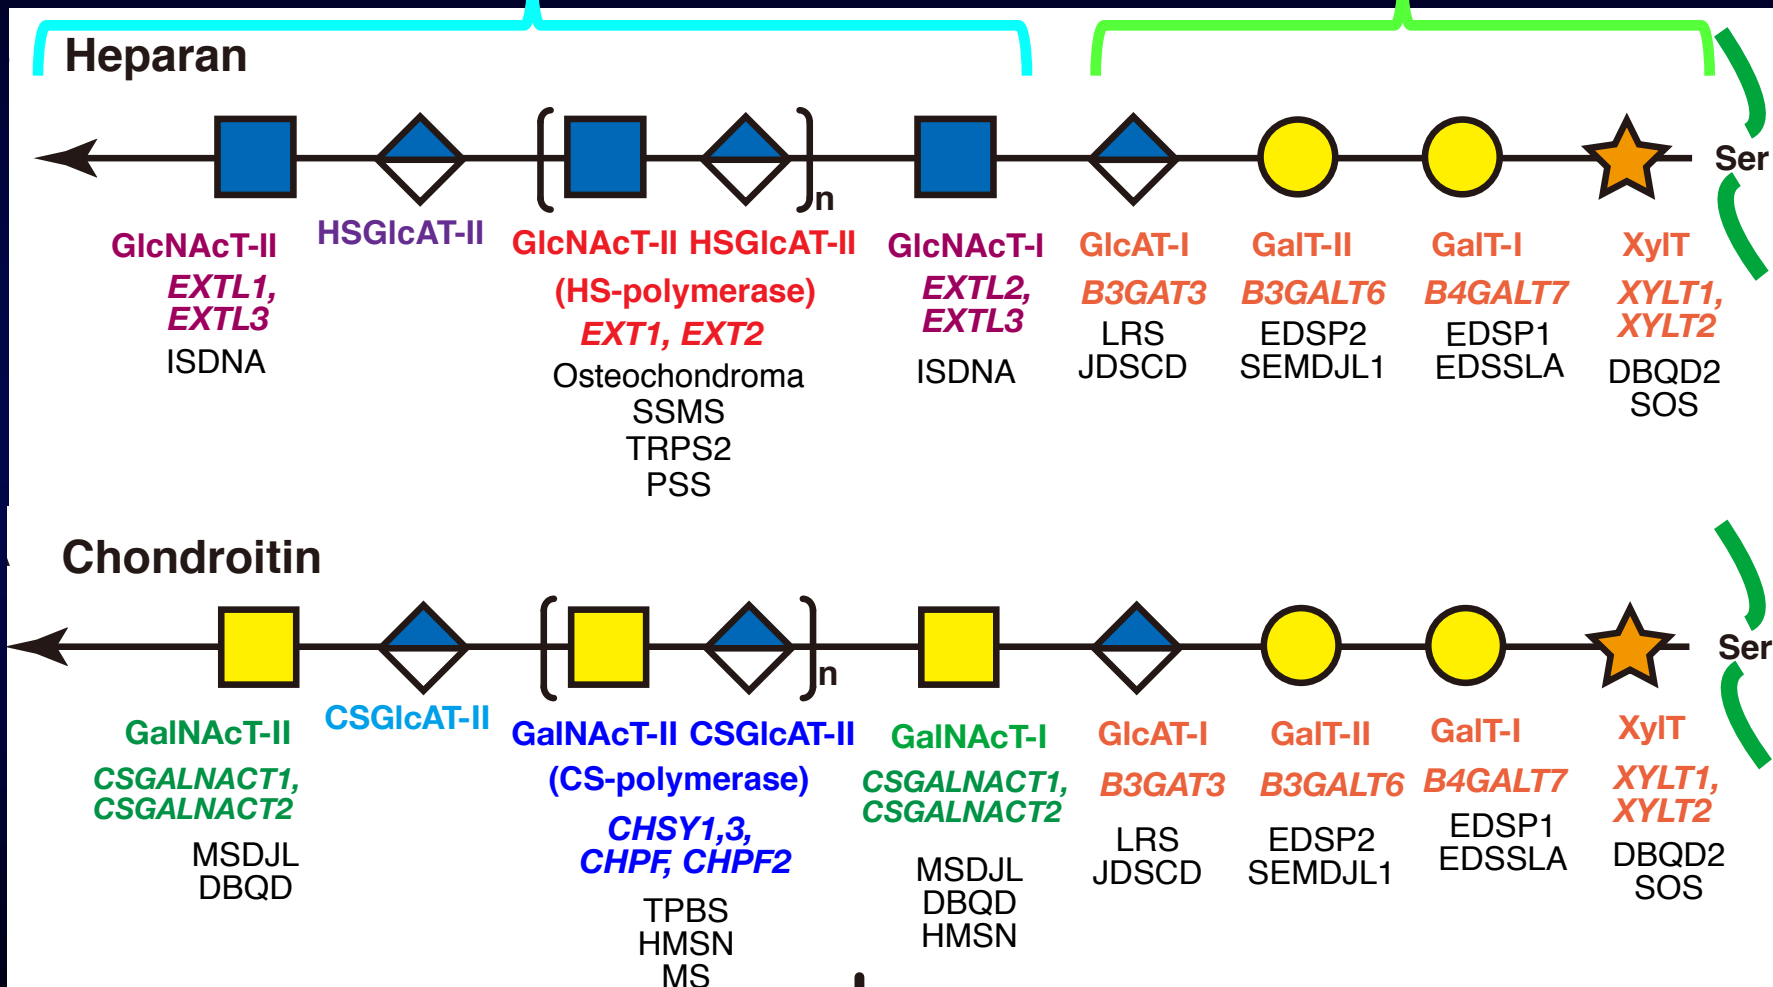 Heparan
Ser
n
GlcNAcT-II HSGlcAT-II GlcNAcT-II HSGlcAT-II GlcNAcT-I GlcAT-I GalT-II GalT-I XylT
EXTL1, (HS-polymerase) EXTL2, B3GAT3 B3GALT6 B4GALT7 XYLT1,
EXTL3 EXT1, EXT2 EXTL3 XYLT2
ISDNA Osteochondroma ISDNA LRS EDSP2 EDSP1 DBQD2
SSMS JDSCD SEMDJL1 EDSSLA SOS
TRPS2
PSS
Chondroitin
Ser
n
GalNAcT-II CSGlcAT-II GalNAcT-II CSGlcAT-II GalNAcT-I GlcAT-I GalT-II GalT-I XylT
CSGALNACT1, (CS-polymerase) CSGALNACT1, B3GAT3 B3GALT6 B4GALT7 XYLT1,
CSGALNACT2 CHSY1,3, CSGALNACT2 XYLT2
MSDJL CHPF, CHPF2 MSDJL LRS EDSP2 EDSP1 DBQD2
DBQD TPBS DBQD JDSCD SEMDJL1 EDSSLA SOS
HMSN HMSN
MS